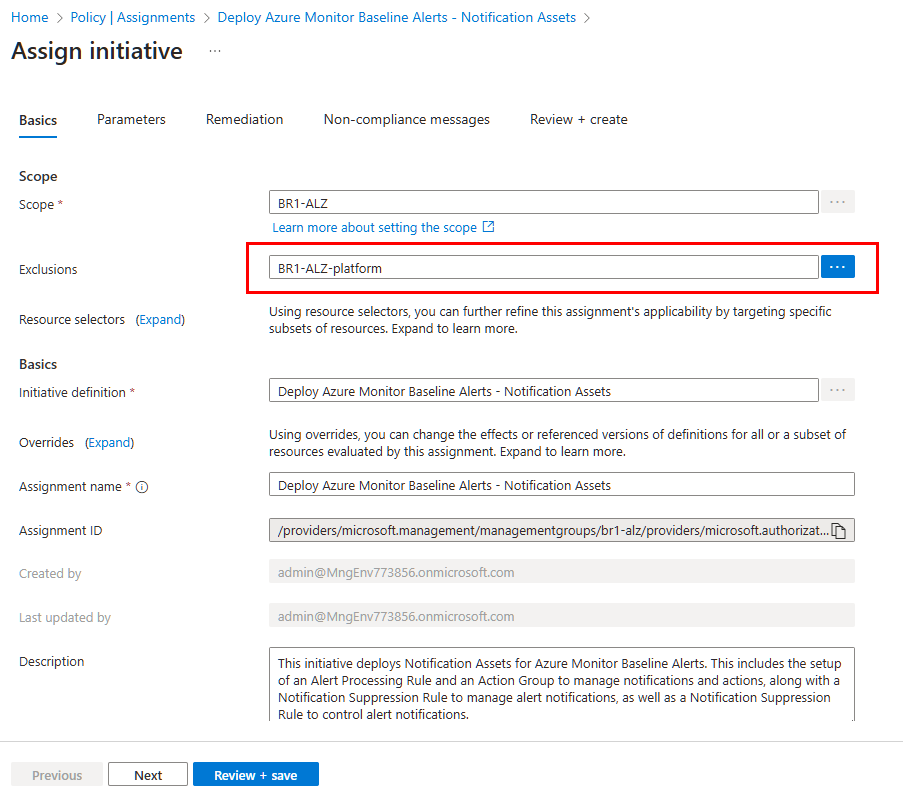 Home > Policy | Assignments > Deploy Azure Monitor Baseline Alerts - Notification Assets >
Assign initiative ...
Basics Parameters Remediation Non-compliance messages Review + create
Scope
Scope * BR1-ALZ ...
Learn more about setting the scope
Exclusions BR1-ALZ-platform ...
Resource selectors (Expand) Using resource selectors, you can further refine this assignment's applicability by targeting specific
subsets of resources. Expand to learn more.
Basics
Initiative definition * Deploy Azure Monitor Baseline Alerts - Notification Assets ...
Overrides (Expand) Using overrides, you can change the effects or referenced versions of definitions for all or a subset of
resources evaluated by this assignment. Expand to learn more.
Assignment name * Deploy Azure Monitor Baseline Alerts - Notification Assets
Assignment ID /providers/microsoft.management/managementgroups/br1-alz/providers/microsoft.authorizat...
Created by admin@MngEnv773856.onmicrosoft.com
Last updated by admin@MngEnv773856.onmicrosoft.com
Description This initiative deploys Notification Assets for Azure Monitor Baseline Alerts. This includes the setup
of an Alert Processing Rule and an Action Group to manage notifications and actions, along with a
Notification Suppression Rule to manage alert notifications, as well as a Notification Suppression
Rule to control alert notifications.
Previous Next Review + save